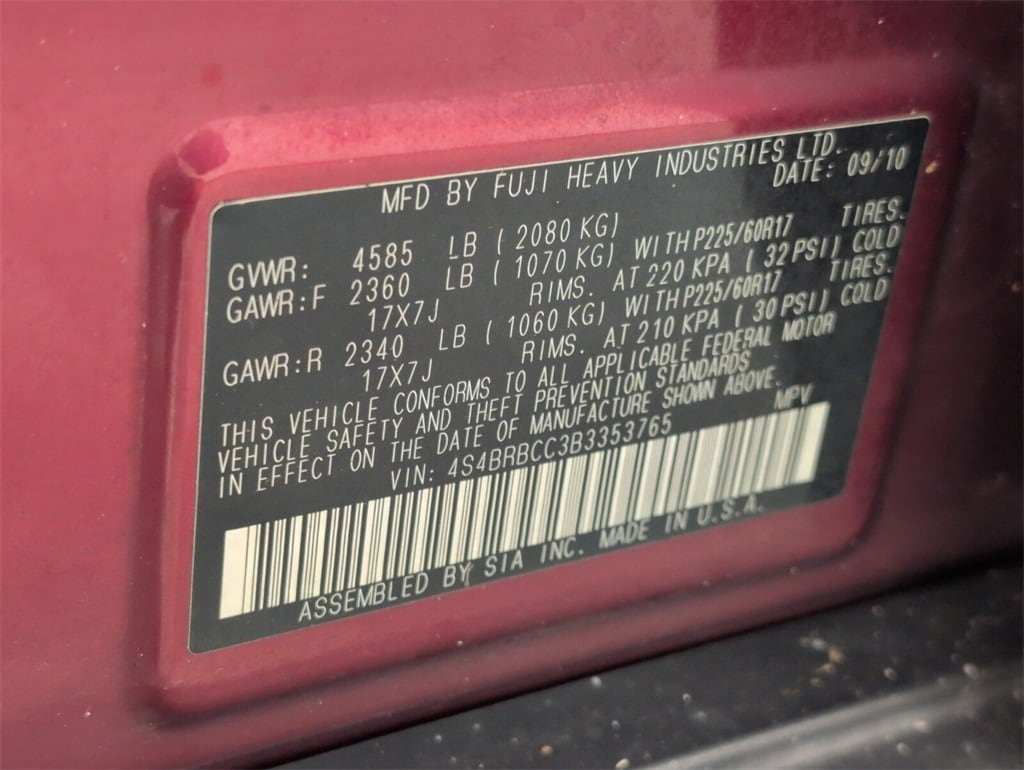 MFD BY FUJI HEAVY INDUSTRIES LTD.
DATE: 09/10
GVWR: 4585 LB ( 2080 KG)
GAWR:F 2360 LB ( 1070 KG) WITHP225/60R17 TIRES.
17X7J RIMS. AT 220 KPA ( 32 PSI) COLD
GAWR:R 2340 LB ( 1060 KG) WITHP225/60R17 TIRES.
17X7J RIMS. AT 210 KPA ( 30 PSI) COLD
THIS VEHICLE CONFORMS TO ALL APPLICABLE FEDERAL MOTOR
VEHICLE SAFETY AND THEFT PREVENTION STANDARDS
IN EFFECT ON THE DATE OF MANUFACTURE SHOWN ABOVE.
VIN: 4S4BRBCC3B3353765 MPV
ASSEMBLED BY SIA INC. MADE IN U.S.A.